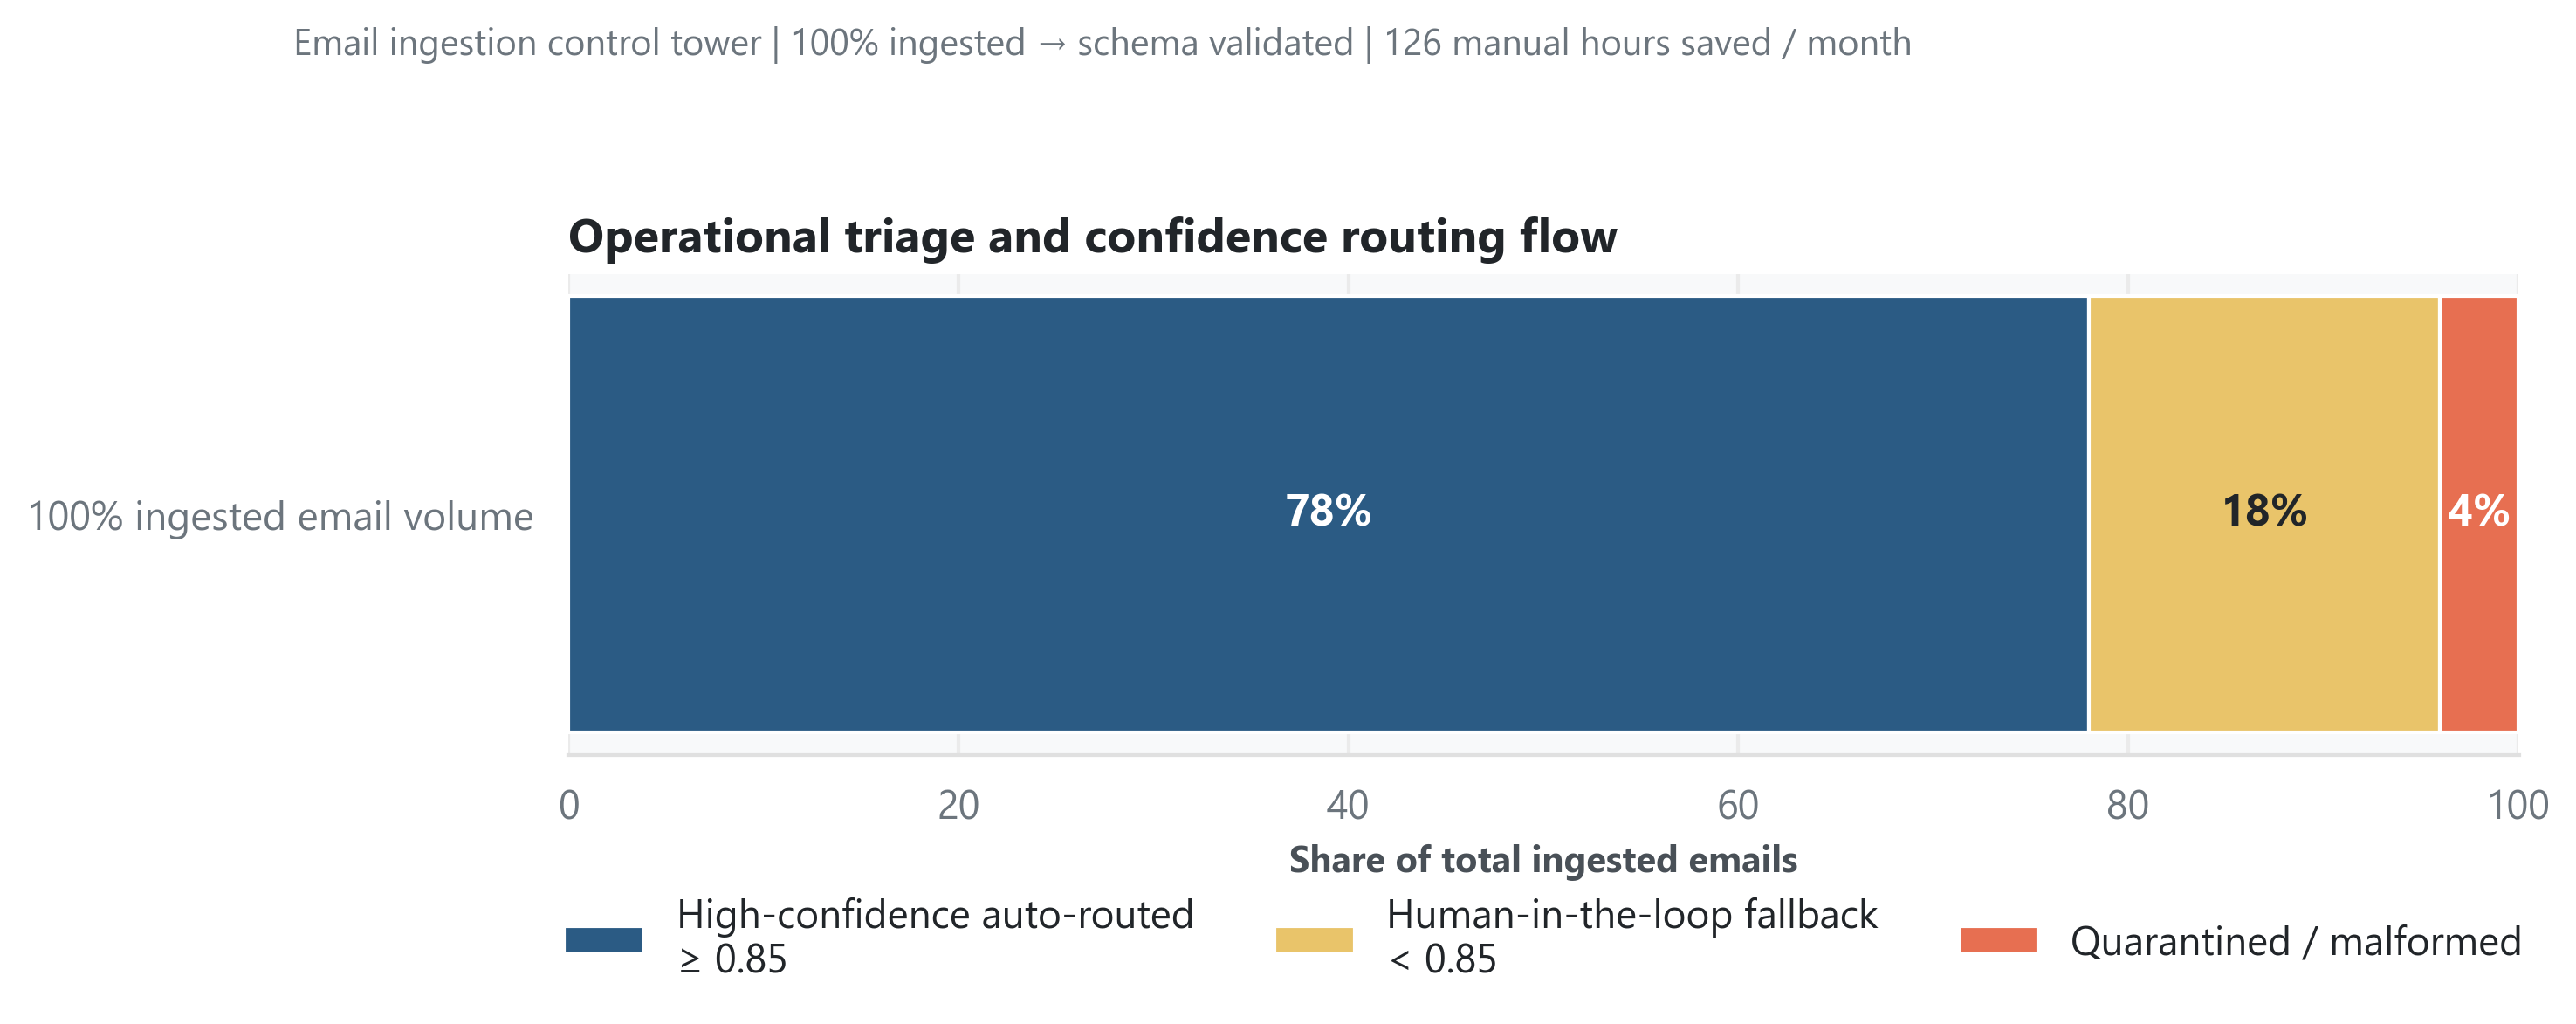 Email ingestion control tower | 100% ingested → schema validated | 126 manual hours saved / month
Operational triage and confidence routing flow
100% ingested email volume
78%
18%
4%
0
20
40
60
80
100
Share of total ingested emails
High-confidence auto-routed
≥ 0.85
Human-in-the-loop fallback
< 0.85
Quarantined / malformed